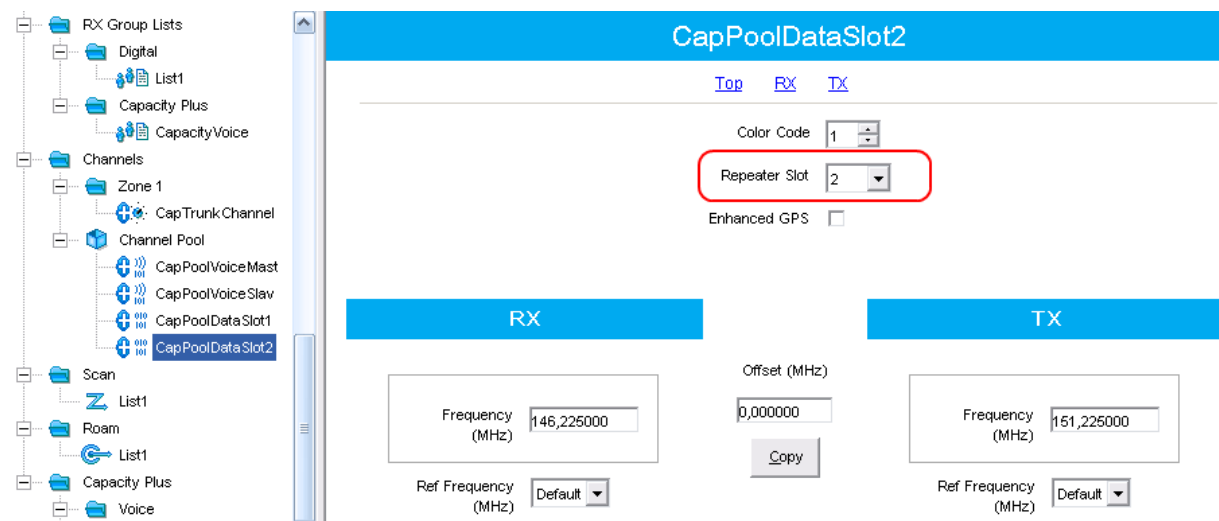 RX Group Lists
Digital
List1
Capacity Plus
CapacityVoice
Channels
Zone 1
CapTrunkChannel
Channel Pool
CapPoolVoiceMast
CapPoolVoiceSlav
CapPoolDataSlot1
CapPoolDataSlot2
Scan
List1
Roam
List1
Capacity Plus
Voice
CapPoolDataSlot2
Top RX TX
Color Code 1
Repeater Slot 2
Enhanced GPS
RX
Frequency
(MHz)
146,225000
Ref Frequency
(MHz)
Default
Offset (MHz)
0,000000
Copy
TX
Frequency
(MHz)
151,225000
Ref Frequency
(MHz)
Default